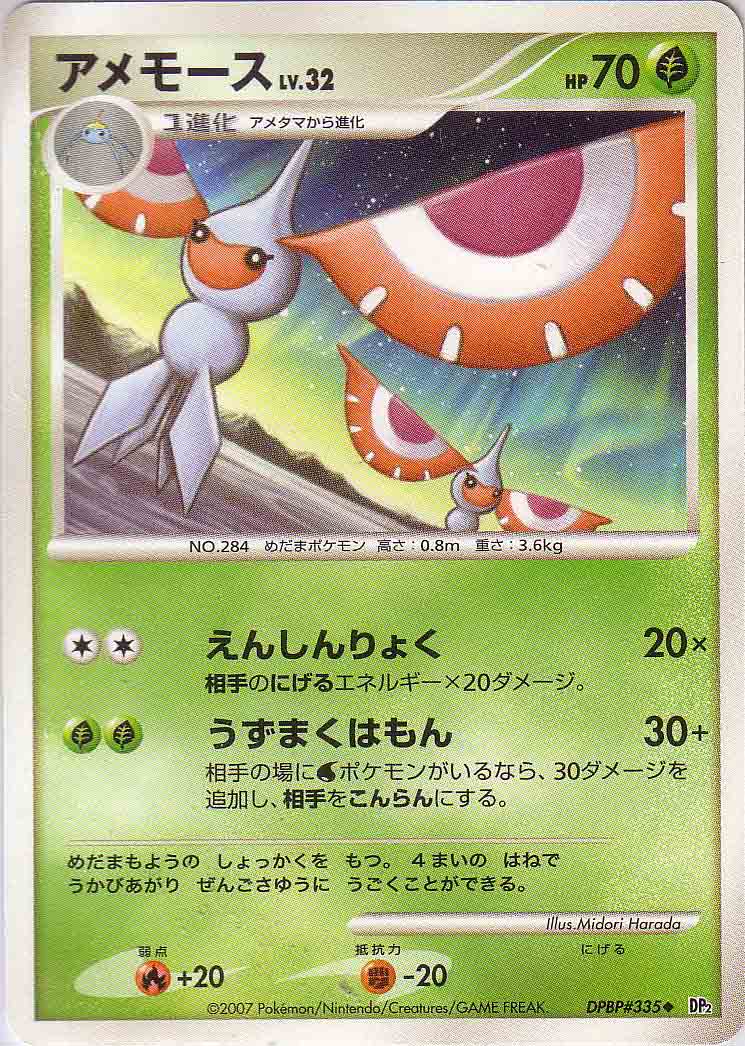 アメモース LV.32 HP70
1進化 アメタマから進化
NO.284 めだまポケモン 高さ:0.8m 重さ:3.6kg
えんしんりょく 20×
相手のにげるエネルギー×20ダメージ。
うずまくはもん 30+
相手の場にポケモンがいるなら、30ダメージを
追加し、相手をこんらんにする。
めだまもようの しょっかくを もつ。 4まいの はねで
うかびあがり ぜんごさゆうに うごくことができる。
Illus.Midori Harada
弱点 抵抗力 にげる
+20 -20
©2007 Pokémon/Nintendo/Creatures/GAME FREAK. DPBP#335 DP2